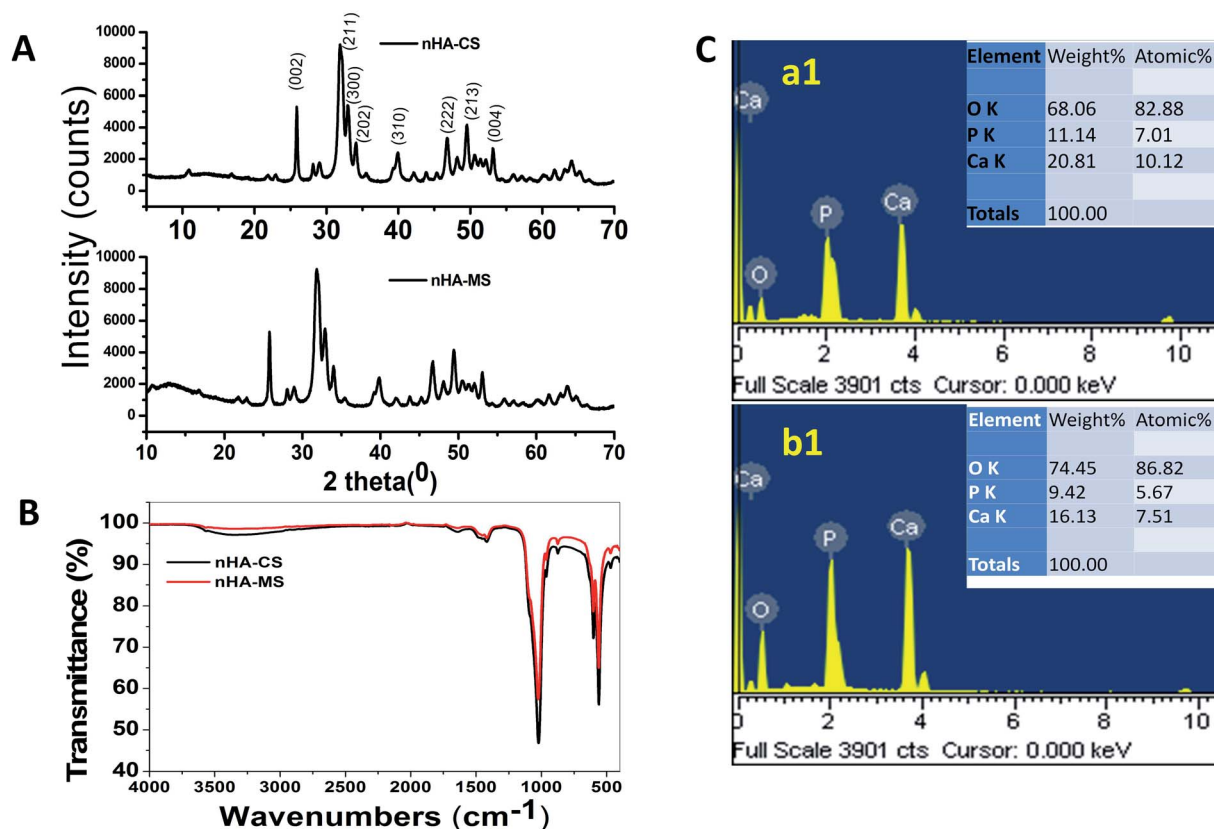 A
Intensity (counts)
10000
8000
6000
4000
2000
0
(002)
(211)
(300)
(202)
(310)
(222)
(213)
(004)
nHA-CS
10 20 30 40 50 60 70
10000
8000
6000
4000
2000
0
nHA-MS
10 20 30 40 50 60 70
2 theta(0)
B
Transmittance (%)
100
90
80
70
60
50
40
nHA-CS
nHA-MS
4000 3500 3000 2500 2000 1500 1000 500
Wavenumbers (cm-1)
C
a1
Element Weight% Atomic%
O K 68.06 82.88
P K 11.14 7.01
Ca K 20.81 10.12
Totals 100.00
Ca
O
P
Ca
0 2 4 6 8 10
Full Scale 3901 cts Cursor: 0.000 keV
b1
Element Weight% Atomic%
O K 74.45 86.82
P K 9.42 5.67
Ca K 16.13 7.51
Totals 100.00
Ca
O
P
Ca
0 2 4 6 8 10
Full Scale 3901 cts Cursor: 0.000 keV